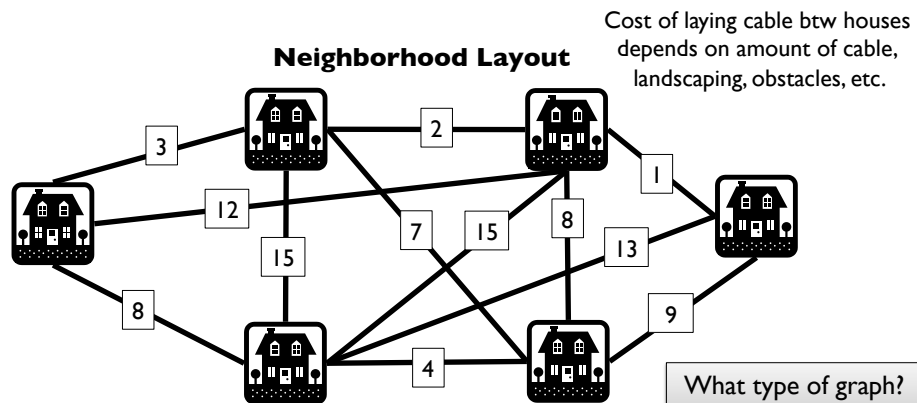 Cost of laying cable btw houses
depends on amount of cable,
landscaping, obstacles, etc.
Neighborhood Layout
3
2
1
12
7
15
8
15
13
8
9
4
What type of graph?